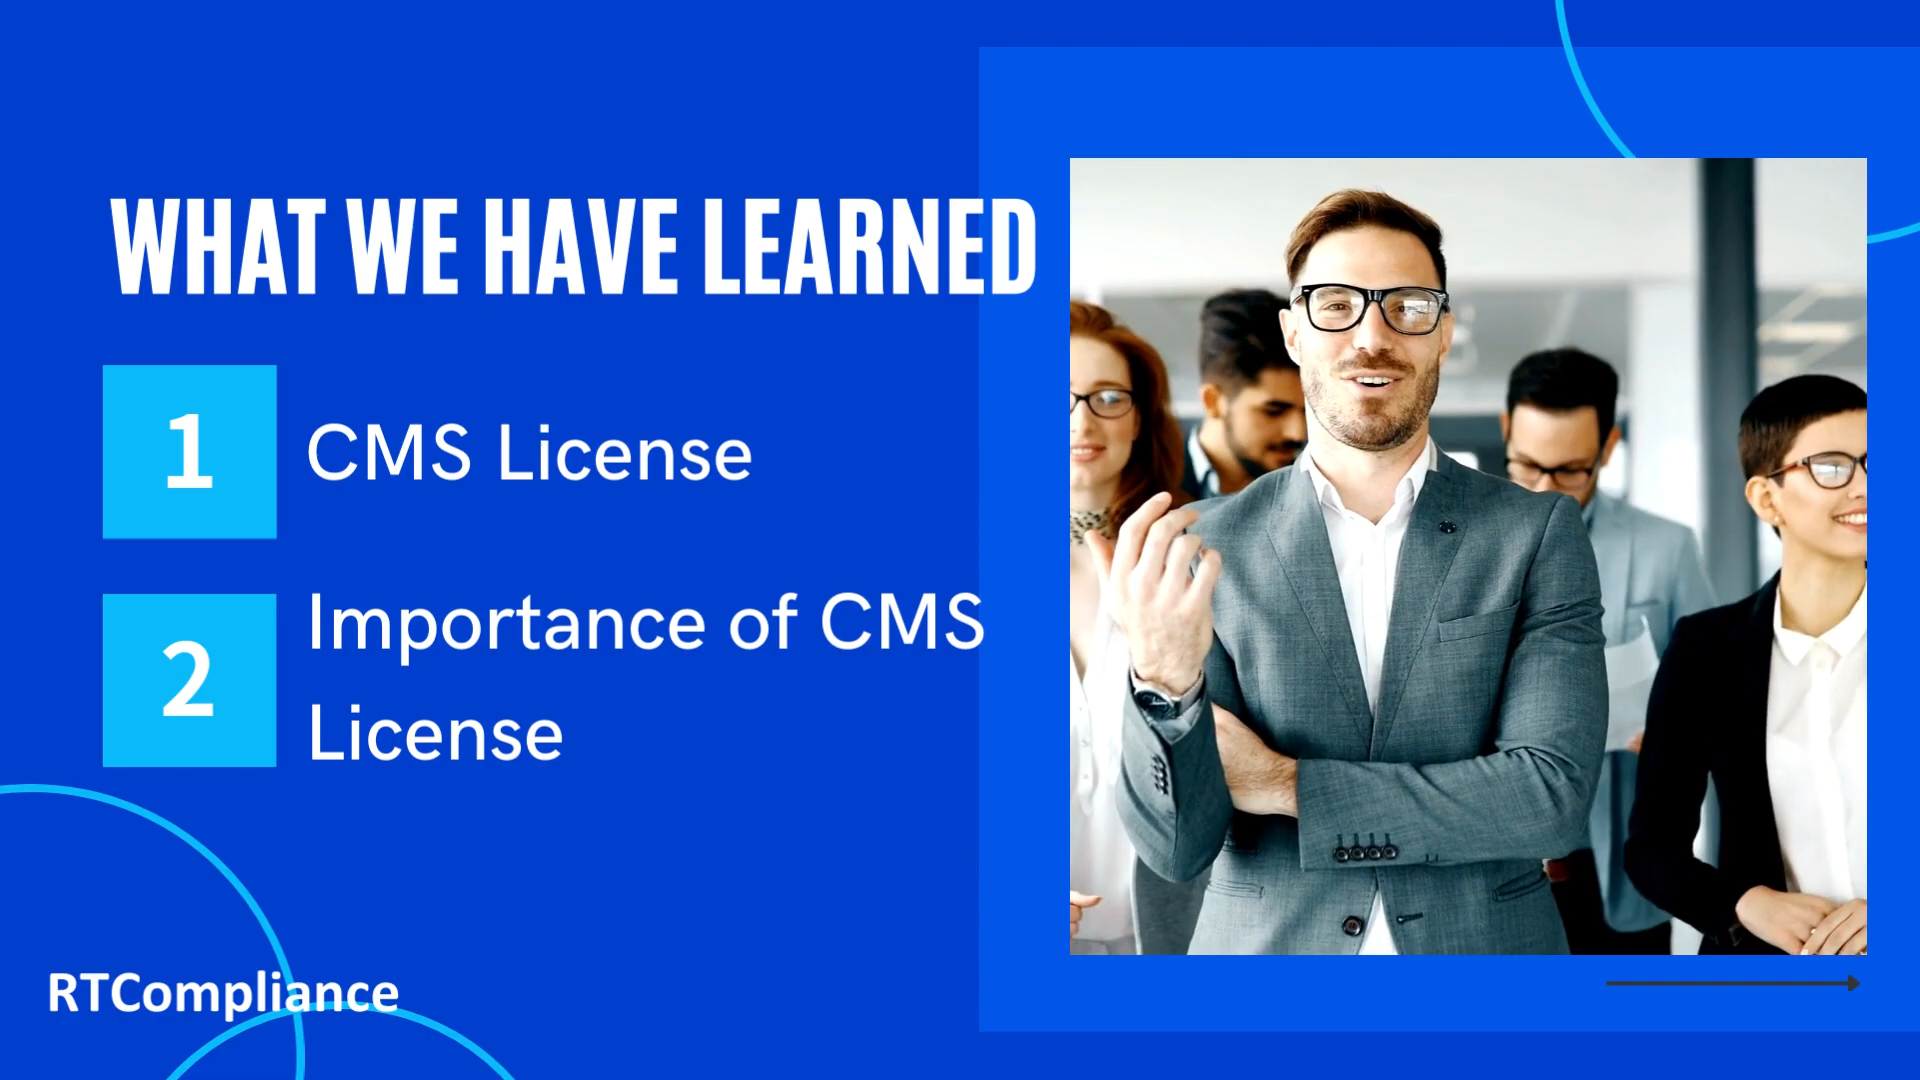 WHAT WE HAVE LEARNED
1
CMS License
2
Importance of CMS
License
RTCompliance